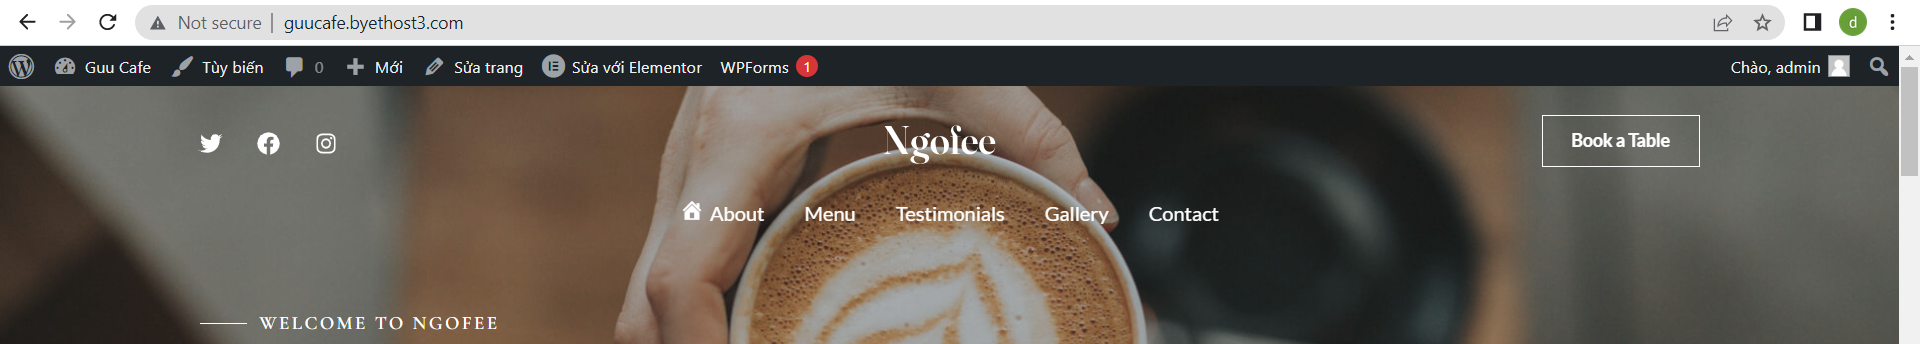 Not secure | guucafe.byethost3.com
d
Guu Cafe Tùy biến 0 Mới Sửa trang Sửa với Elementor WPForms 1 Chào, admin
Ngofee
Book a Table
About Menu Testimonials Gallery Contact
WELCOME TO NGOFEE